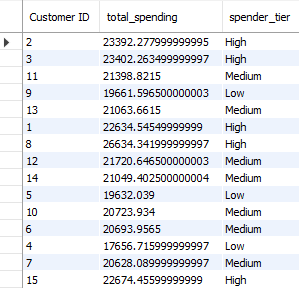 Customer ID total_spending spender_tier
2 23392.277999999995 High
3 23402.263499999997 High
11 21398.8215 Medium
9 19661.596500000003 Low
13 21063.6615 Medium
1 22634.54549999999 High
8 26634.341999999997 High
12 21720.646500000003 Medium
14 21049.402500000004 Medium
5 19632.039 Low
10 20723.934 Medium
6 20693.9565 Medium
4 17656.715999999997 Low
7 20628.089999999997 Medium
15 22674.45599999999 High